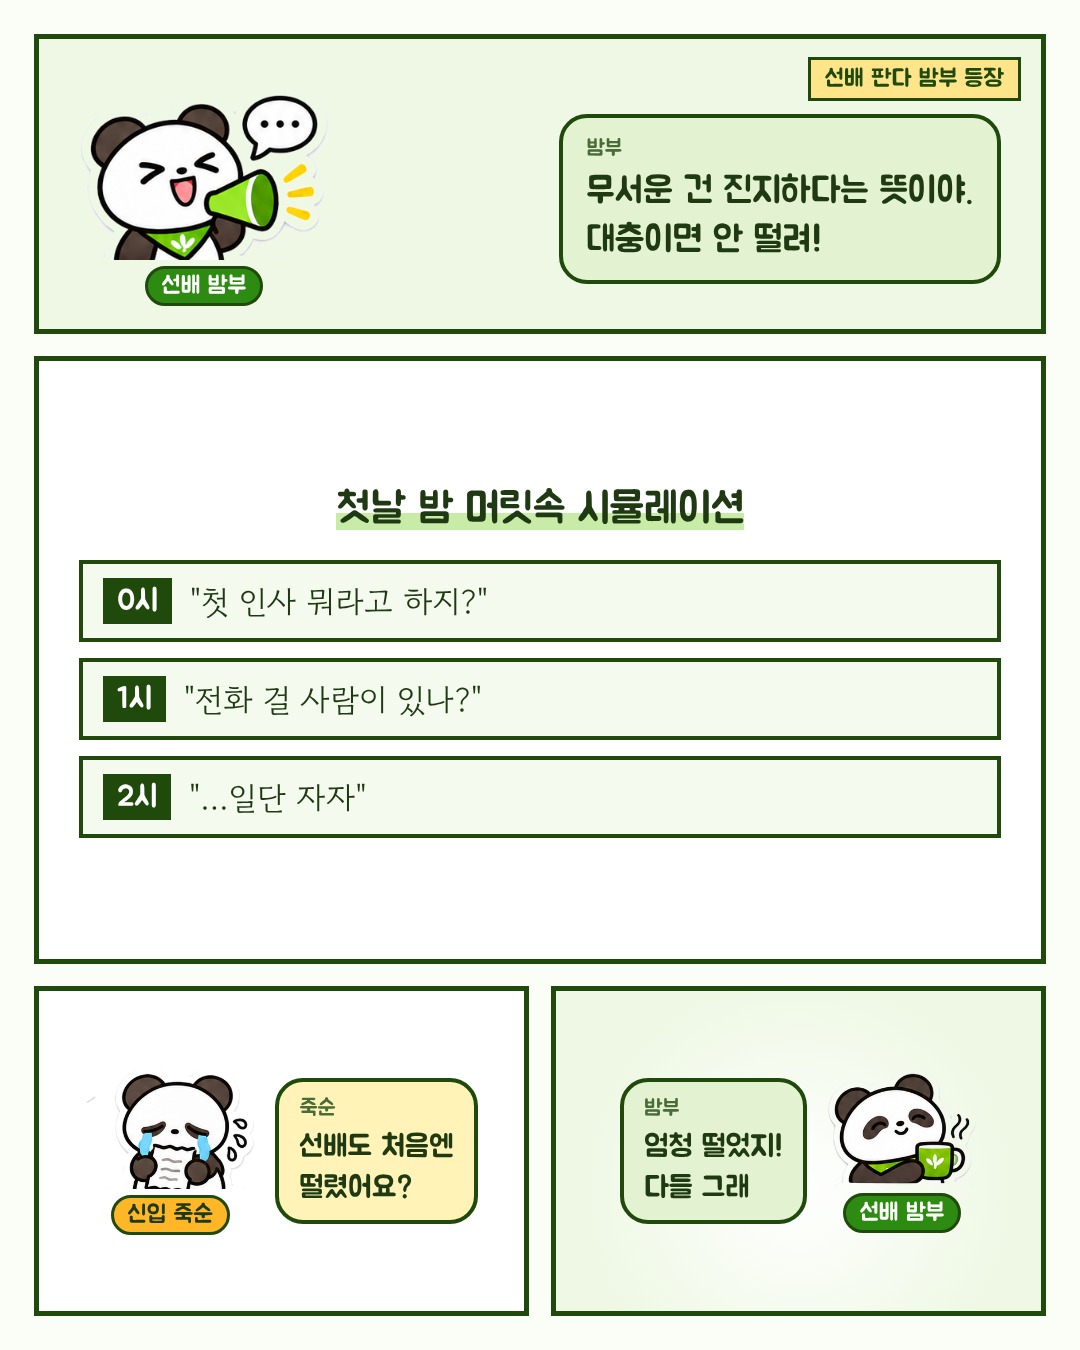 선배 판다 밤부 등장
밤부
무서운 건 진지하다는 뜻이야.
대충이면 안 떨려!
선배 밤부
첫날 밤 머릿속 시뮬레이션
0시 "첫 인사 뭐라고 하지?"
1시 "전화 걸 사람이 있나?"
2시 "...일단 자자"
죽순
선배도 처음엔
떨렸어요?
신입 죽순
밤부
엄청 떨었지!
다들 그래
선배 밤부